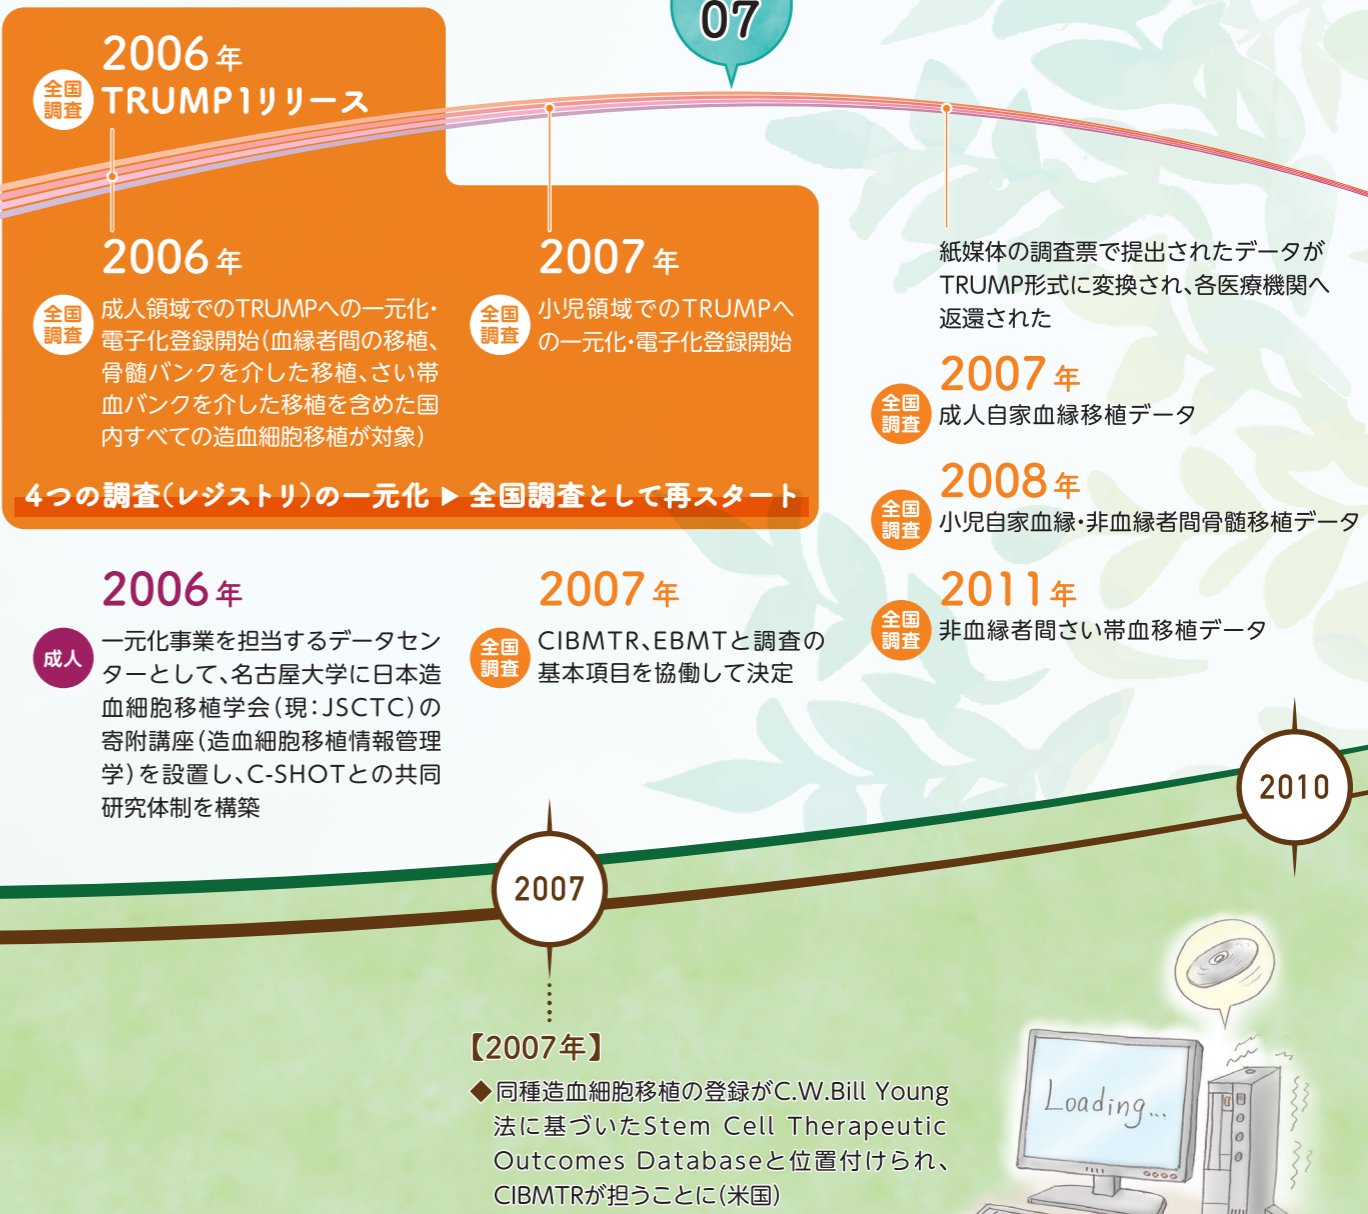 07
2006年
全国
調査
TRUMP1リリース
2006年
全国
調査
成人領域でのTRUMPへの一元化・
電子化登録開始(血縁者間の移植、
骨髄バンクを介した移植、さい帯
血バンクを介した移植を含めた国
内すべての造血細胞移植が対象)
2007年
全国
調査
小児領域でのTRUMPへ
の一元化・電子化登録開始
4つの調査(レジストリ)の一元化 ▶ 全国調査として再スタート
紙媒体の調査票で提出されたデータが
TRUMP形式に変換され、各医療機関へ
返還された
2007年
全国
調査
成人自家血縁移植データ
2008年
全国
調査
小児自家血縁・非血縁者間骨髄移植データ
2011年
全国
調査
非血縁者間さい帯血移植データ
2006年
成人
一元化事業を担当するデータセン
ターとして、名古屋大学に日本造
血細胞移植学会(現：JSCTC)の
寄附講座(造血細胞移植情報管理
学)を設置し、C-SHOTとの共同
研究体制を構築
2007年
全国
調査
CIBMTR、EBMTと調査の
基本項目を協働して決定
2007
2010
【2007年】
◆同種造血細胞移植の登録がC.W.Bill Young
法に基づいたStem Cell Therapeutic
Outcomes Databaseと位置付けられ、
CIBMTRが担うことに(米国)
Loading...